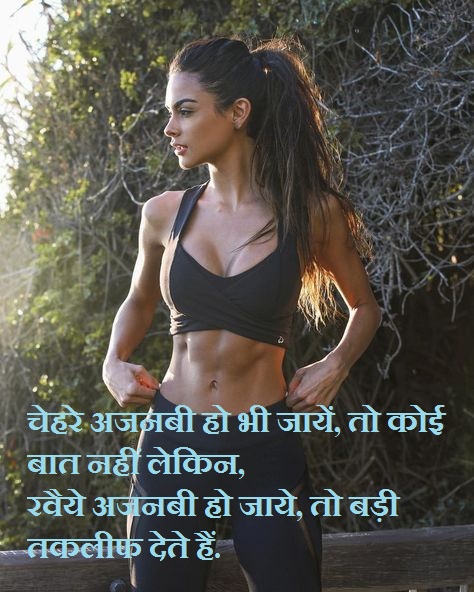 चेहरे अजनबी हो भी जायें, तो कोई
बात नहीं लेकिन,
रवैये अजनबी हो जाये, तो बड़ी
तकलीफ देते हैं.